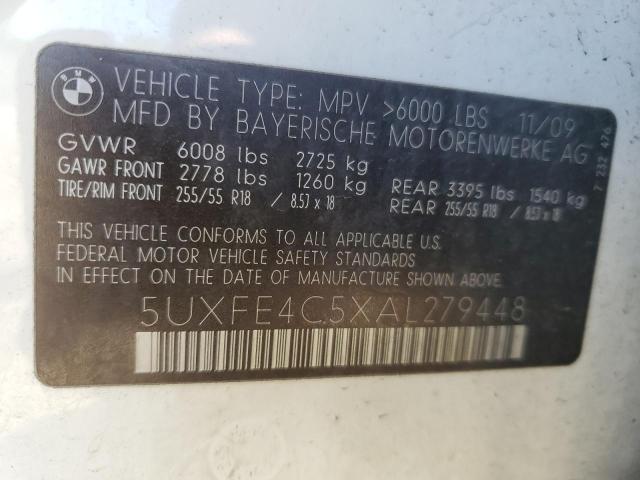 BMW
VEHICLE TYPE: MPV >6000 LBS 11/09
MFD BY BAYERISCHE MOTORENWERKE AG
7 232 476
GVWR 6008 lbs 2725 kg
GAWR FRONT 2778 lbs 1260 kg REAR 3395 lbs 1540 kg
TIRE/RIM FRONT 255/55 R18 / 8.5J x 18 REAR 255/55 R18 / 8.5J x 18
THIS VEHICLE CONFORMS TO ALL APPLICABLE U.S.
FEDERAL MOTOR VEHICLE SAFETY STANDARDS
IN EFFECT ON THE DATE OF MANUFACTURE SHOWN ABOVE.
5UXFE4C5XAL279448